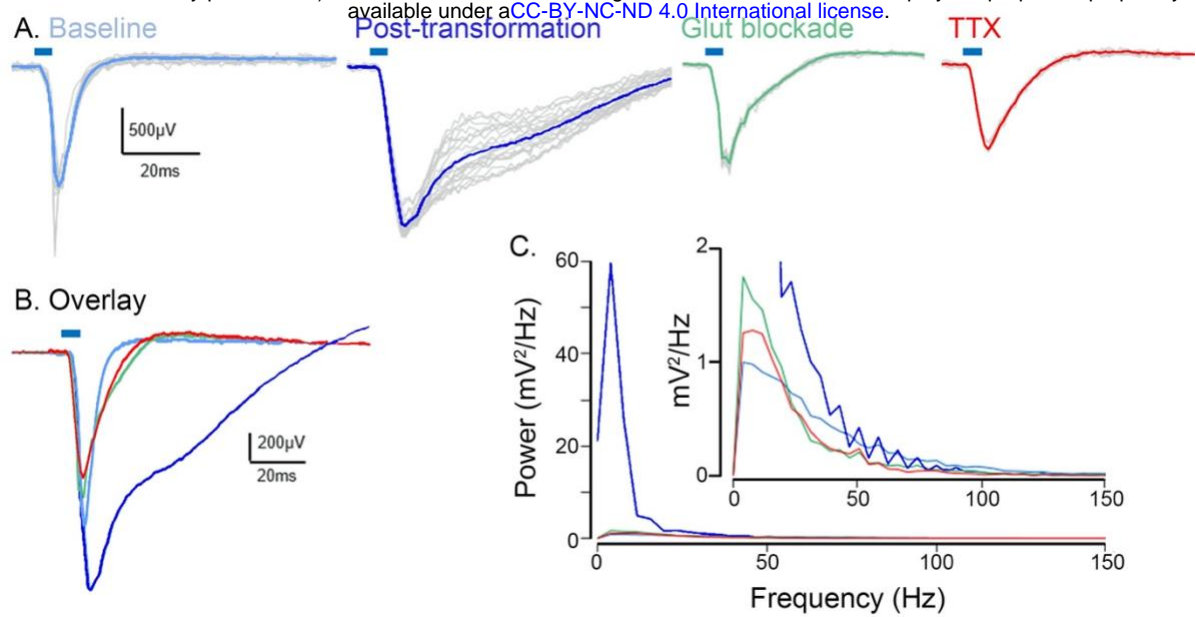 available under aCC-BY-NC-ND 4.0 International license.
A. Baseline
Post-transformation
Glut blockade
TTX
500µV
20ms
B. Overlay
200µV
20ms
C.
60
40
20
0
Power (mV²/Hz)
0
50
100
150
Frequency (Hz)
2
1
0
mV²/Hz
0
50
100
150